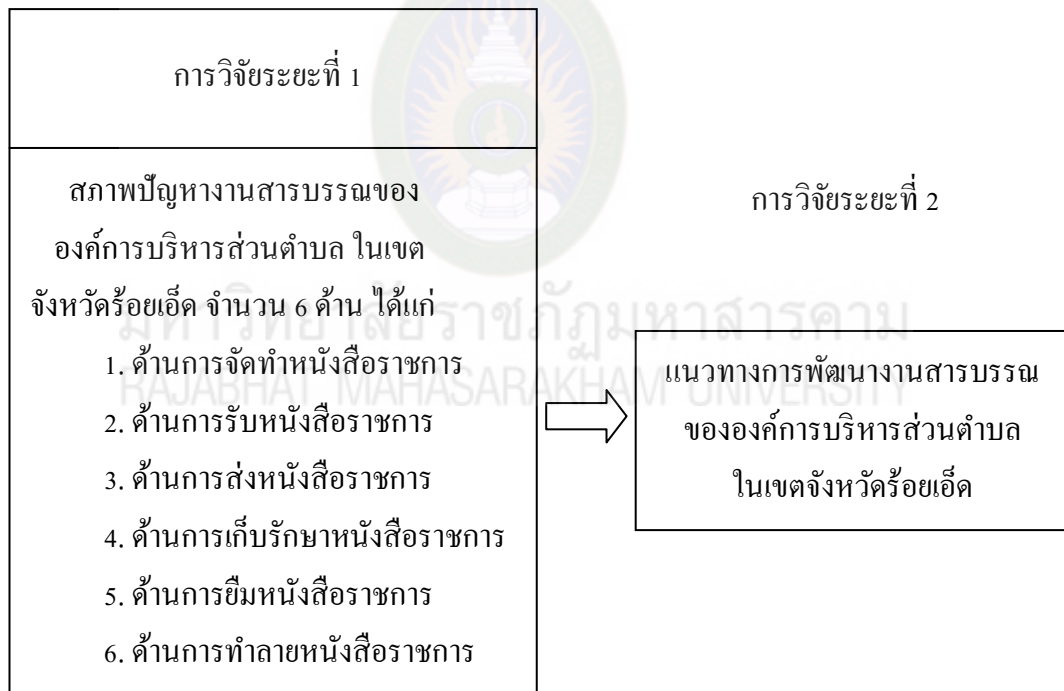 การวิจัยระยะที่ 1
สภาพปัญหางานสารบรรณของ
องค์การบริหารส่วนตำบล ในเขต
จังหวัดร้อยเอ็ด จำนวน 6 ด้าน ได้แก่
1. ด้านการจัดทำหนังสือราชการ
2. ด้านการรับหนังสือราชการ
3. ด้านการส่งหนังสือราชการ
4. ด้านการเก็บรักษาหนังสือราชการ
5. ด้านการยืมหนังสือราชการ
6. ด้านการทำลายหนังสือราชการ
การวิจัยระยะที่ 2
แนวทางการพัฒนางานสารบรรณ
ขององค์การบริหารส่วนตำบล
ในเขตจังหวัดร้อยเอ็ด
มหาวิทยาลัยราชภัฏมหาสารคาม
RAJABHAT MAHASARAKHAM UNIVERSITY